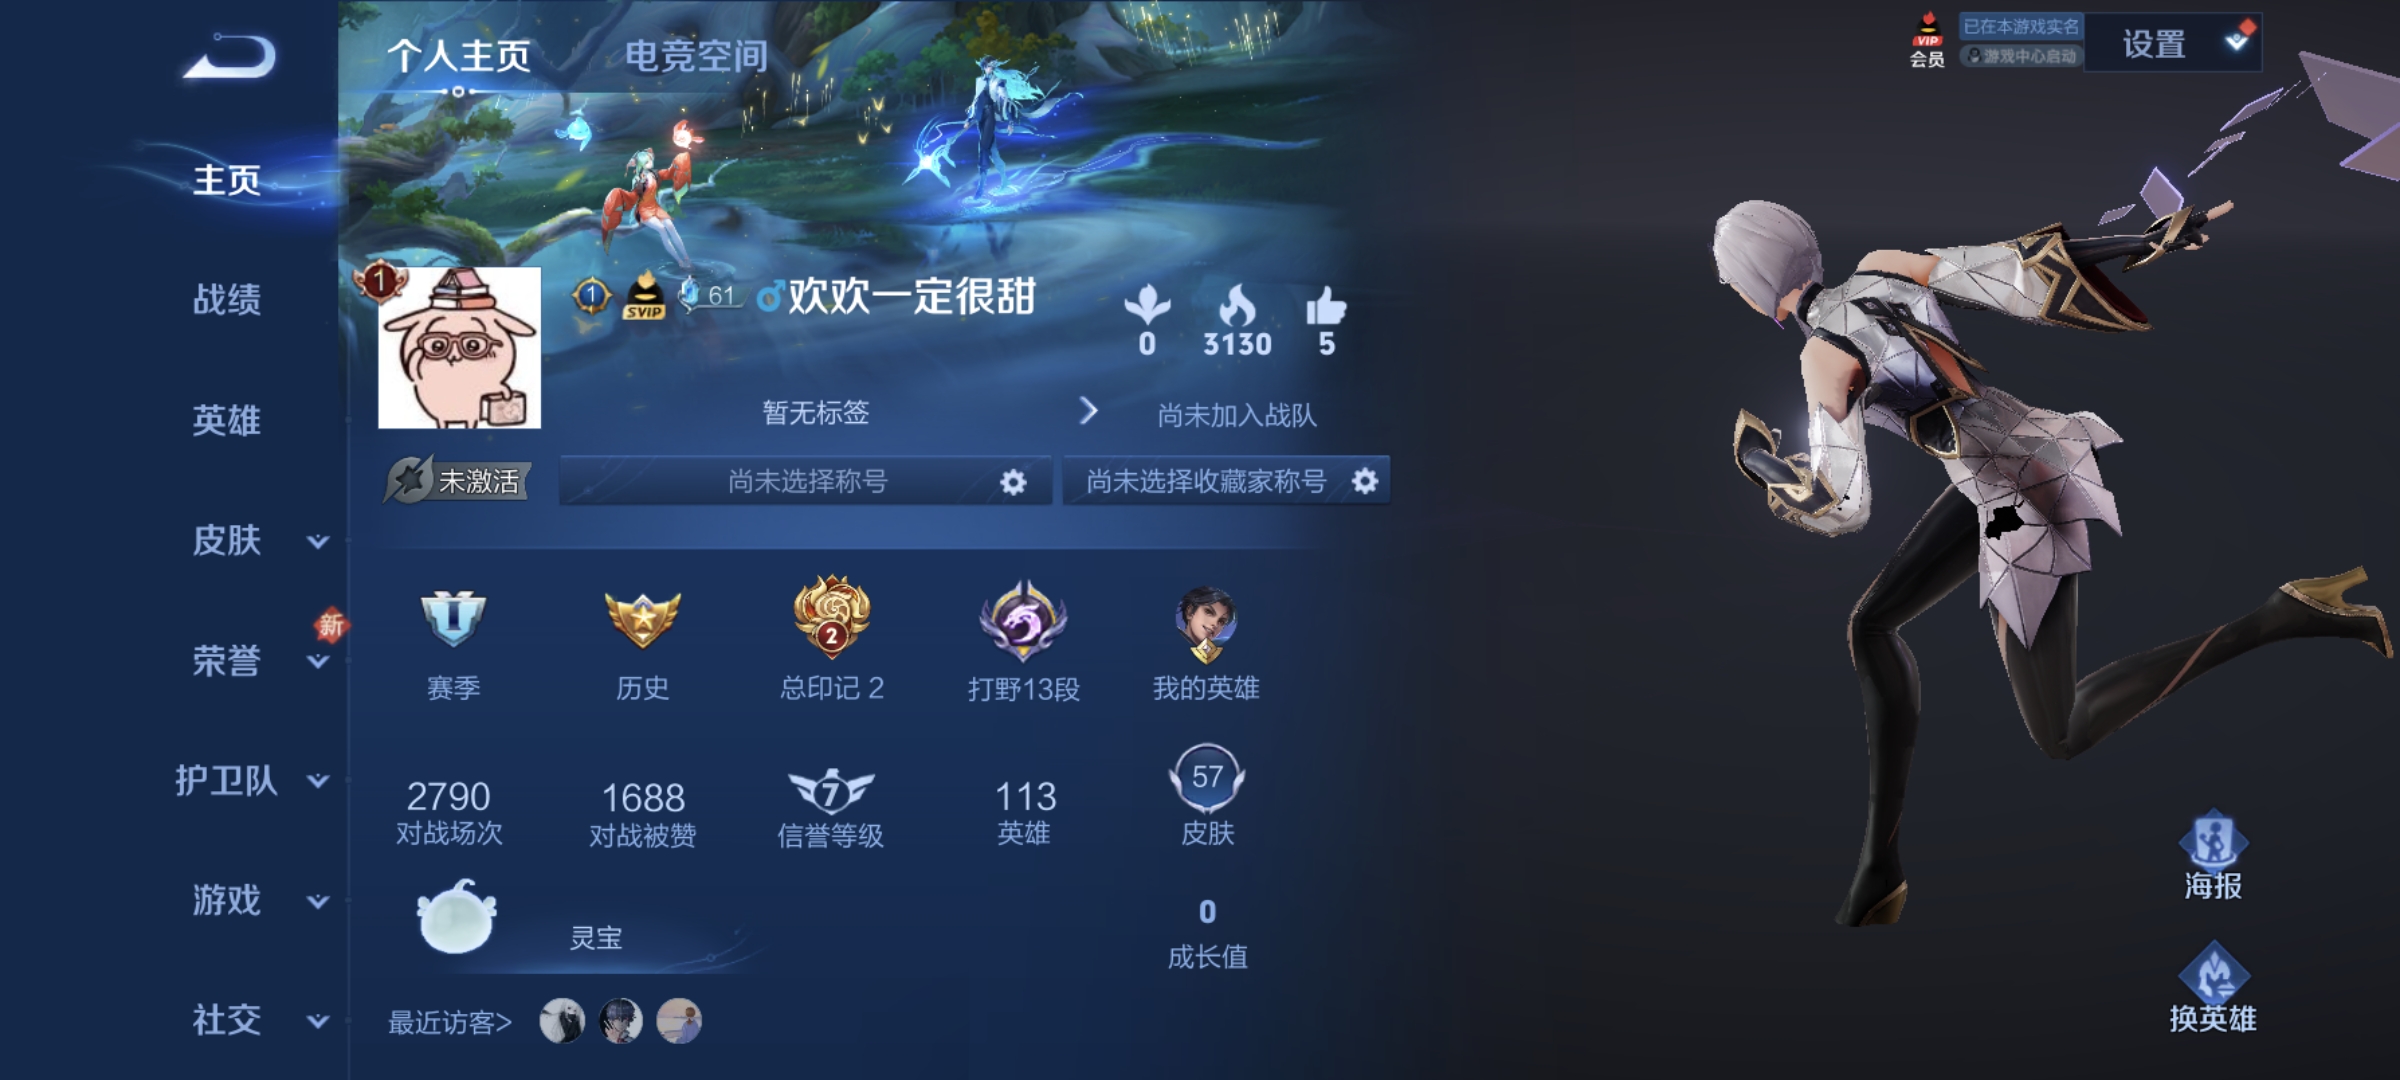 个人主页
电竞空间
VIP
会员
已在本游戏实名
游戏中心启动
设置
主页
战绩
英雄
皮肤
新
荣誉
护卫队
游戏
社交
1
1
SVIP
61
欢欢一定很甜
0
3130
5
暂无标签
尚未加入战队
未激活
尚未选择称号
尚未选择收藏家称号
I
赛季
历史
2
总印记 2
打野13段
我的英雄
2790
对战场次
1688
对战被赞
7
信誉等级
113
英雄
57
皮肤
灵宝
0
成长值
最近访客>
海报
换英雄